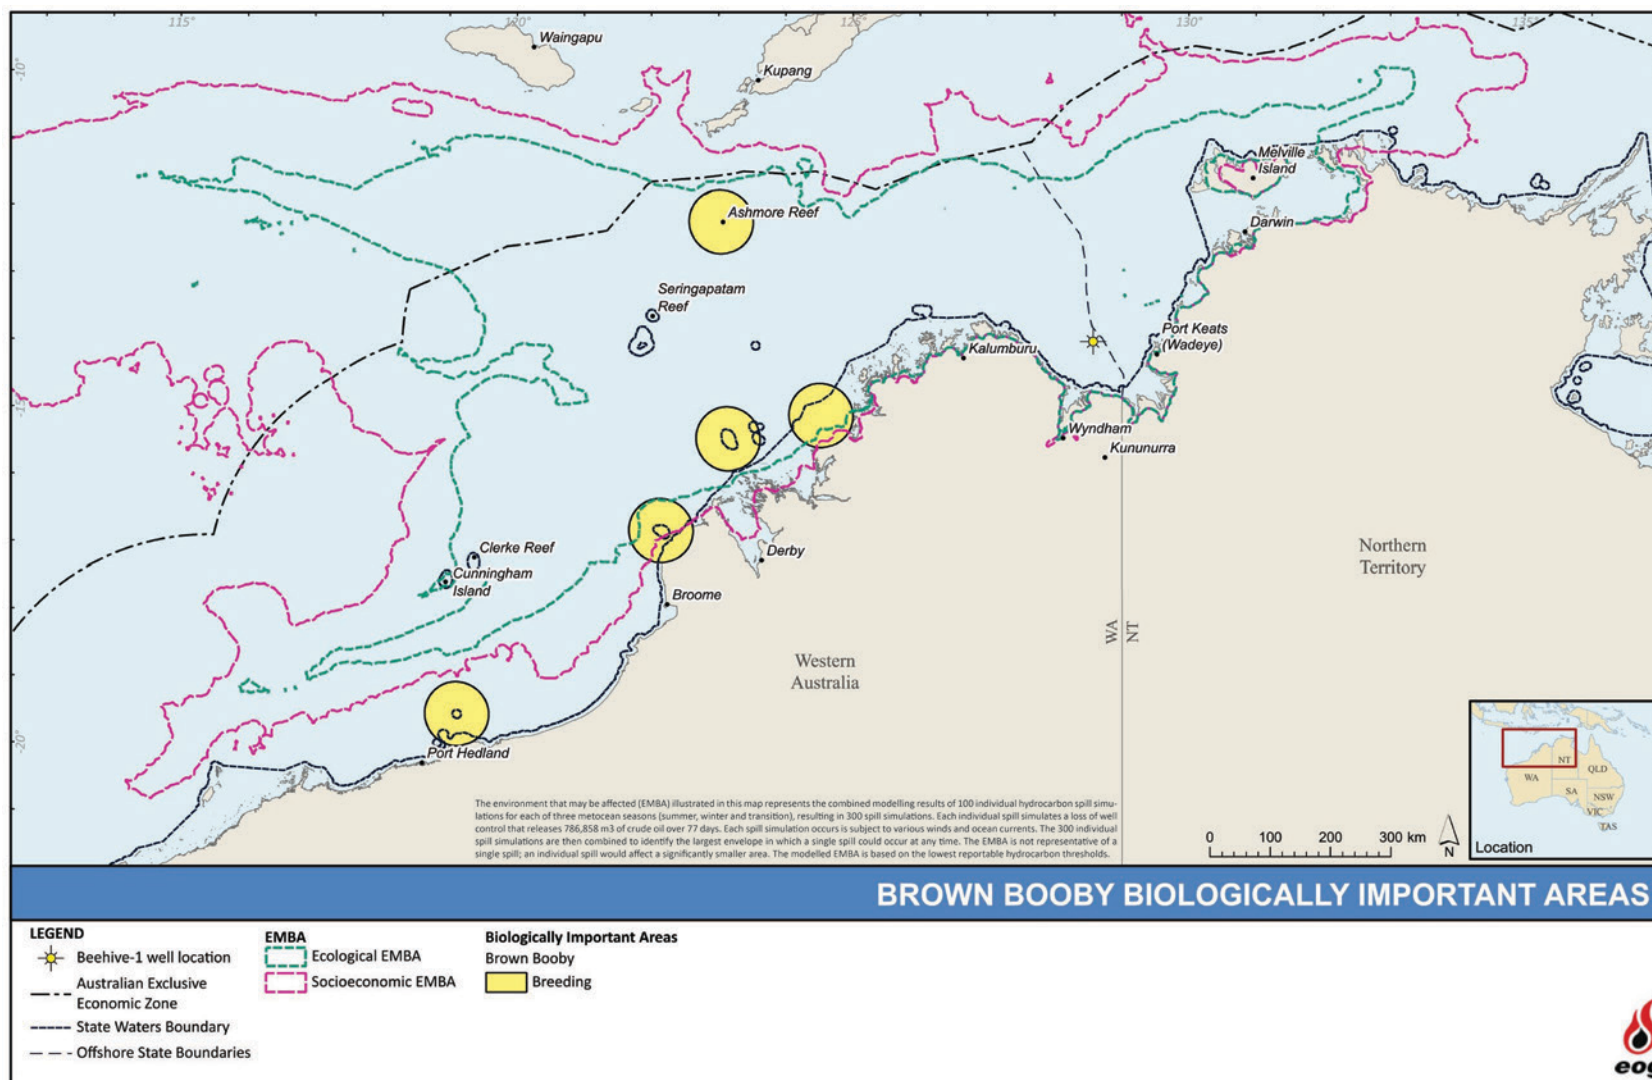 115°
120°
125°
130°
135°
-10°
Waingapu
Kupang
Melville
Island
Ashmore Reef
Darwin
Seringapatam
Reef
Port Keats
(Wadeye)
Kalumburu
-15°
Wyndham
Kununurra
Clerke Reef
Cunningham
Island
Derby
Northern
Territory
Broome
WA
NT
Western
Australia
-20°
Port Hedland
The environment that may be affected (EMBA) illustrated in this map represents the combined modelling results of 100 individual hydrocarbon spill simu-
lations for each of three metocean seasons (summer, winter and transition), resulting in 300 spill simulations. Each individual spill simulates a loss of well
control that releases 786,858 m3 of crude oil over 77 days. Each spill simulation occurs is subject to various winds and ocean currents. The 300 individual
spill simulations are then combined to identify the largest envelope in which a single spill could occur at any time. The EMBA is not representative of a
single spill; an individual spill would affect a significantly smaller area. The modelled EMBA is based on the lowest reportable hydrocarbon thresholds.
0 100 200 300 km
N
WA
NT
QLD
SA
NSW
VIC
TAS
Location
BROWN BOOBY BIOLOGICALLY IMPORTANT AREAS
LEGEND
Beehive-1 well location
Australian Exclusive
Economic Zone
State Waters Boundary
Offshore State Boundaries
EMBA
Ecological EMBA
Socioeconomic EMBA
Biologically Important Areas
Brown Booby
Breeding